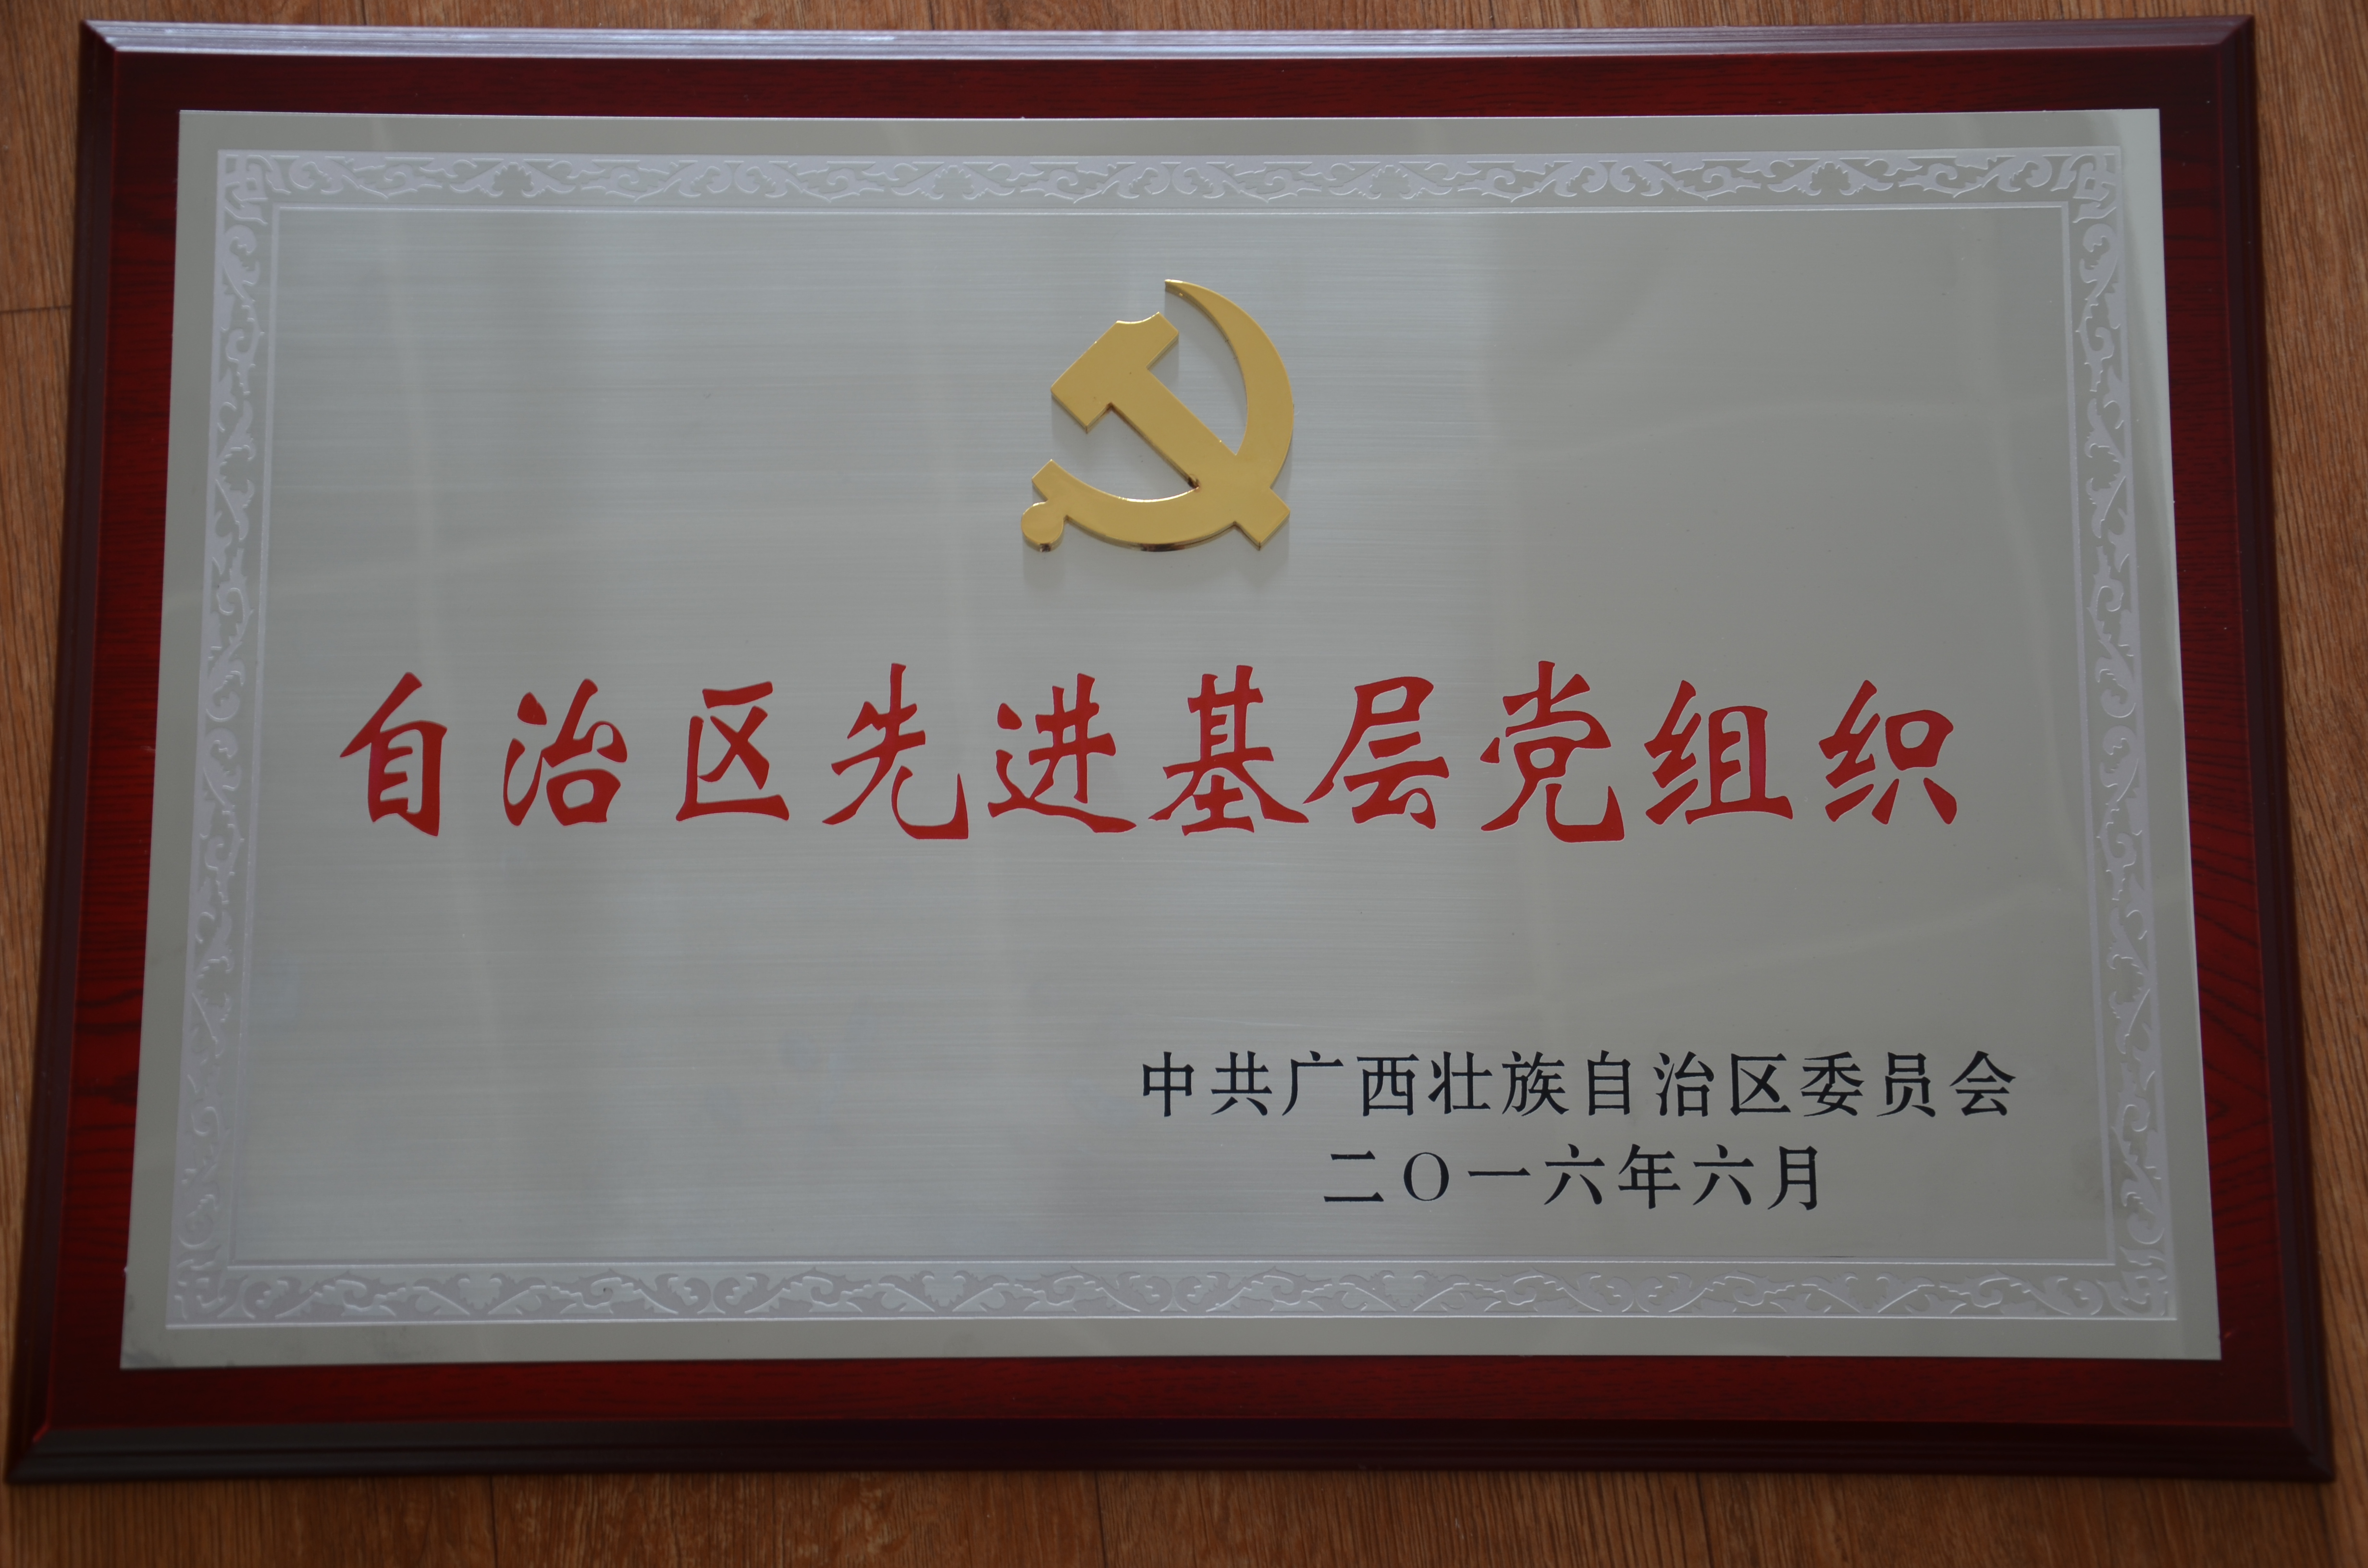 自治区先进基层党组织
中共广西壮族自治区委员会
二〇一六年六月